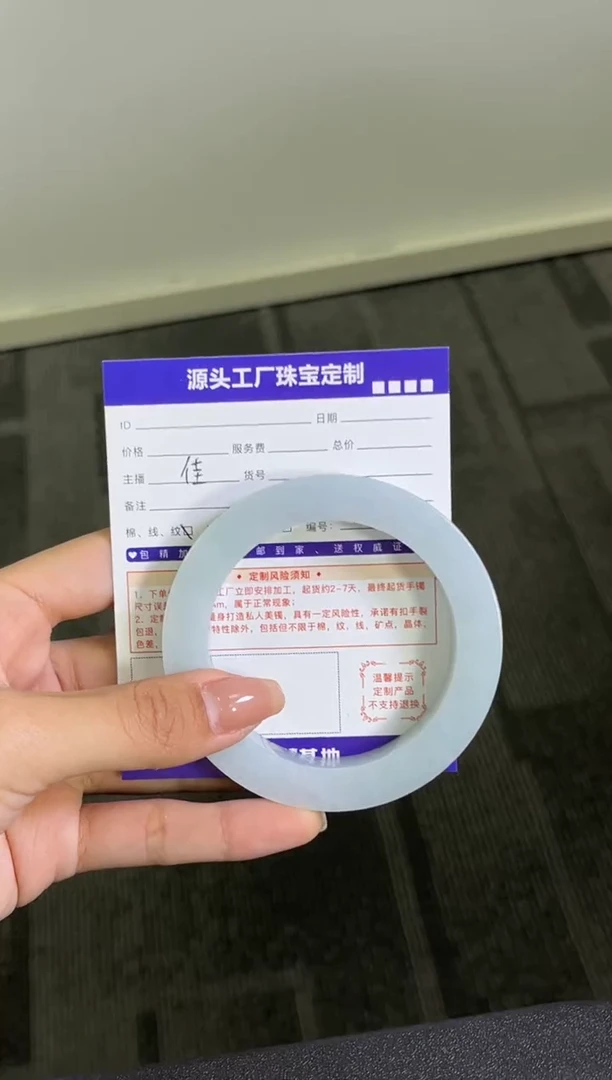 源头工厂珠宝定制
ID 日期
价格 服务费 总价
主播 佳 货号
备注
棉、线、纹 编号:
包精加 邮到家、送权威证
• 定制风险须知 •
1、下单 工厂立即安排加工，起货约2-7天，最终起货手镯
尺寸误 m，属于正常现象；
2、定 量身打造私人美镯，具有一定风险性，承诺有扣手裂
包退， 特性除外，包括但不限于棉，纹，线，矿点，晶体、
色差、
温馨提示
定制产品
不支持退换
基地